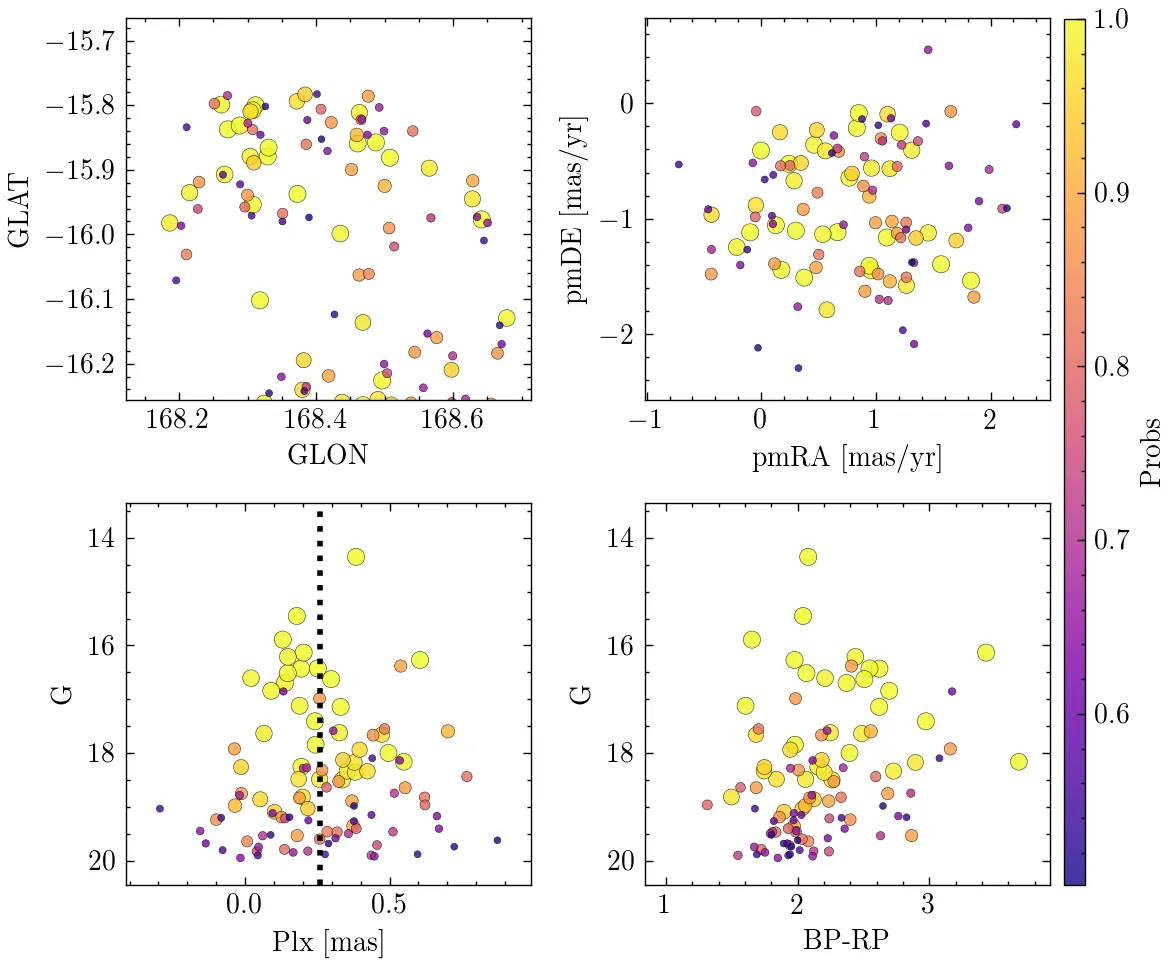 −15.7
−15.8
−15.9
−16.0
−16.1
−16.2
GLAT
168.2 168.4 168.6
GLON
0
−1
−2
pmDE [mas/yr]
−1 0 1 2
pmRA [mas/yr]
14
16
18
20
G
0.0 0.5
Plx [mas]
14
16
18
20
G
1 2 3
BP-RP
1.0
0.9
0.8
0.7
0.6
Probs